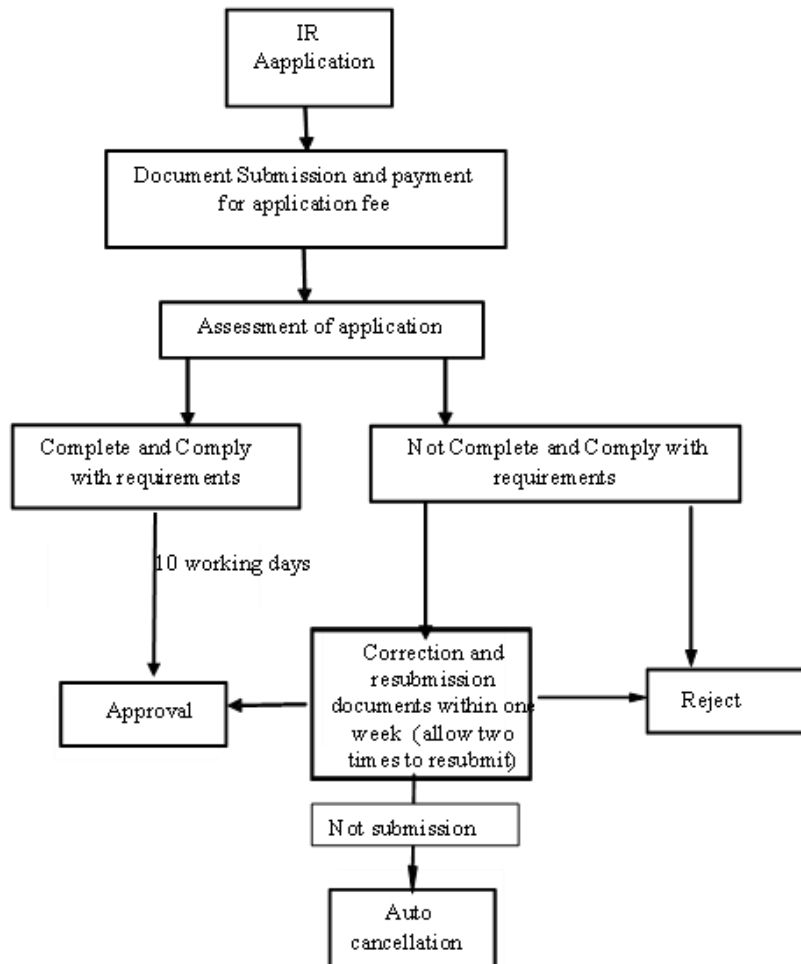 IR
Aapplication
Document Submission and payment
for application fee
Assessment of application
Complete and Comply
with requirements
Not Complete and Comply with
requirements
10 working days
Approval
Correction and
resubmission
documents within one
week (allow two
times to resubmit)
Reject
Not submission
Auto
cancellation